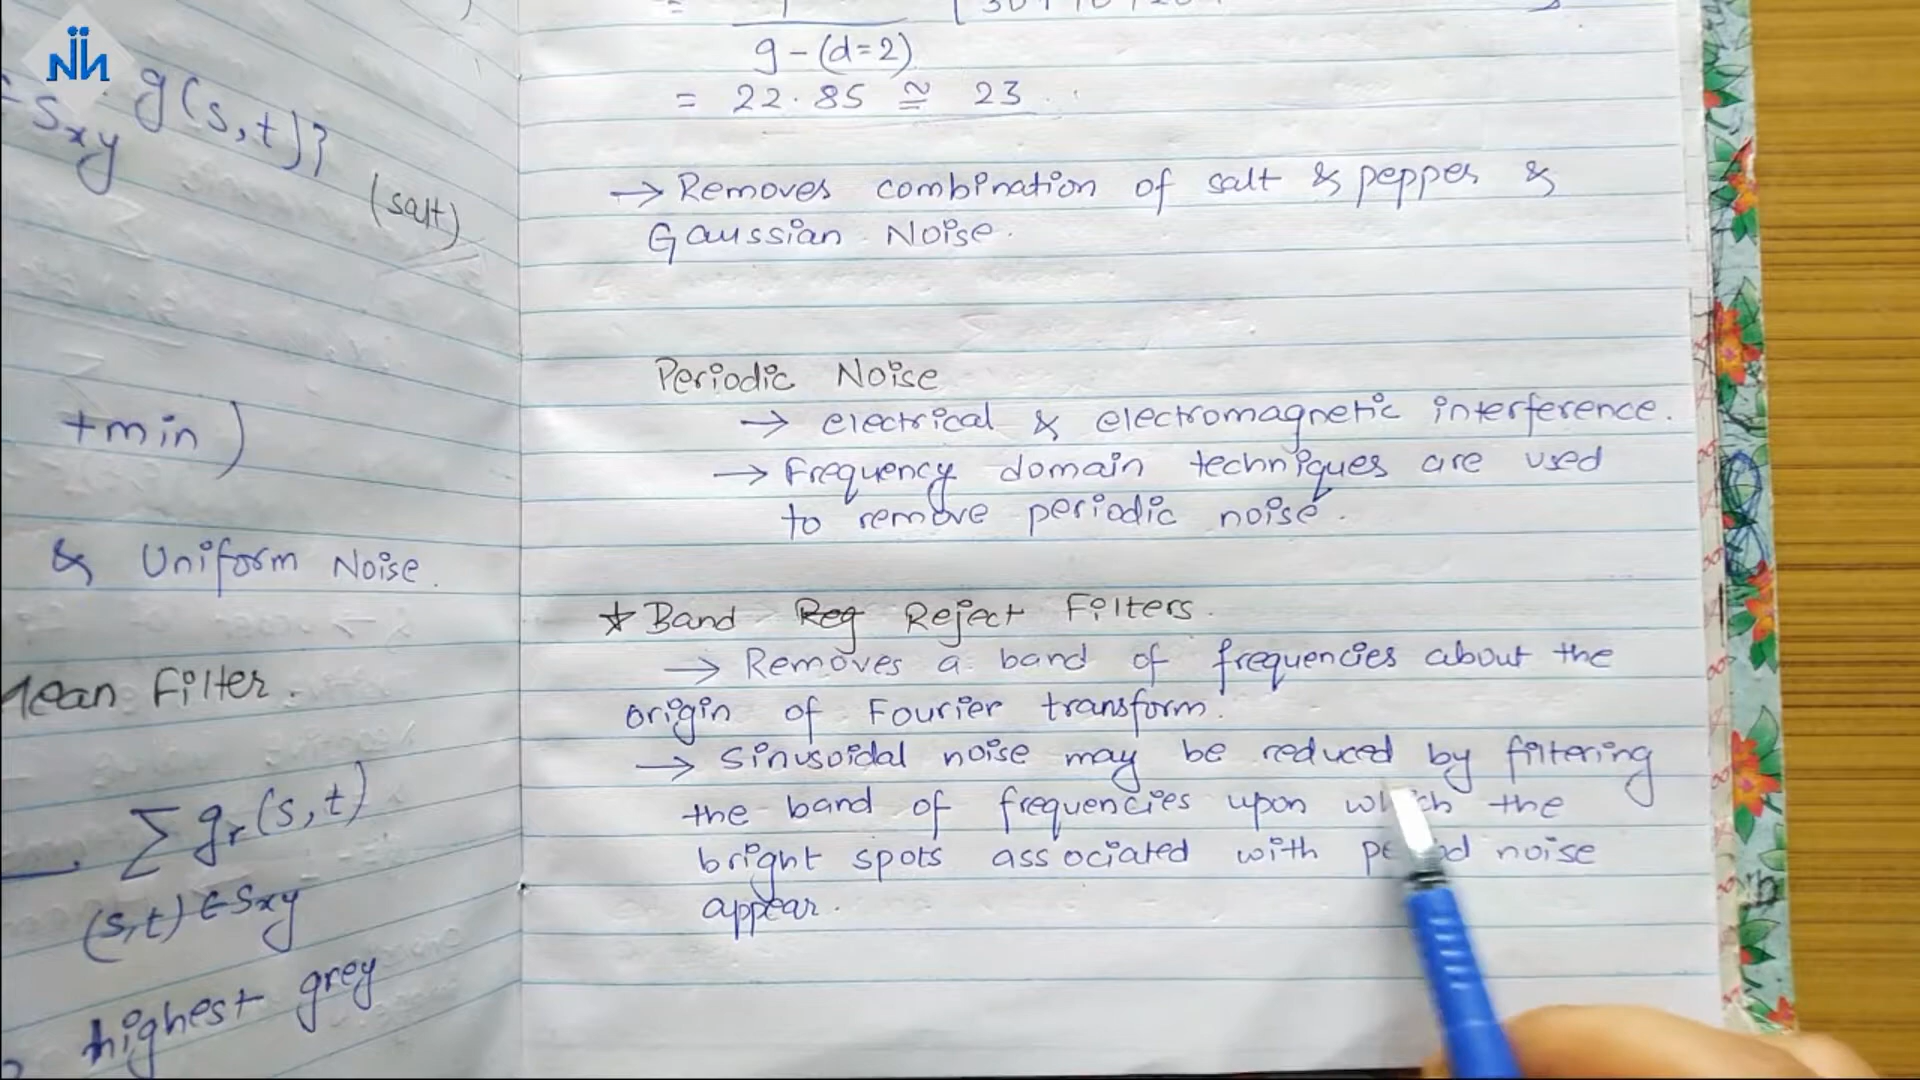 g(s,t)}
Sxy
(salt)
+min)
& Uniform Noise.
Mean Filter.
Σ gr(s,t)
(s,t) ∈ Sxy
highest grey
9 - (d=2)
= 22.85 ≅ 23
→ Removes combination of salt & pepper &
Gaussian Noise.
Periodic Noise
→ electrical & electromagnetic interference.
→ Frequency domain techniques are used
to remove periodic noise.
☆ Band Reg Reject Filters.
→ Removes a band of frequencies about the
origin of Fourier transform.
→ Sinusoidal noise may be reduced by filtering
the band of frequencies upon which the
bright spots associated with noise
appear.